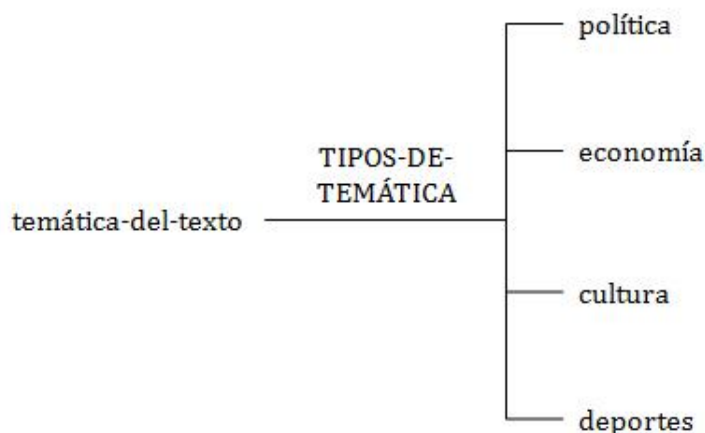 política
TIPOS-DE-
TEMÁTICA
economía
temática-del-texto
cultura
deportes